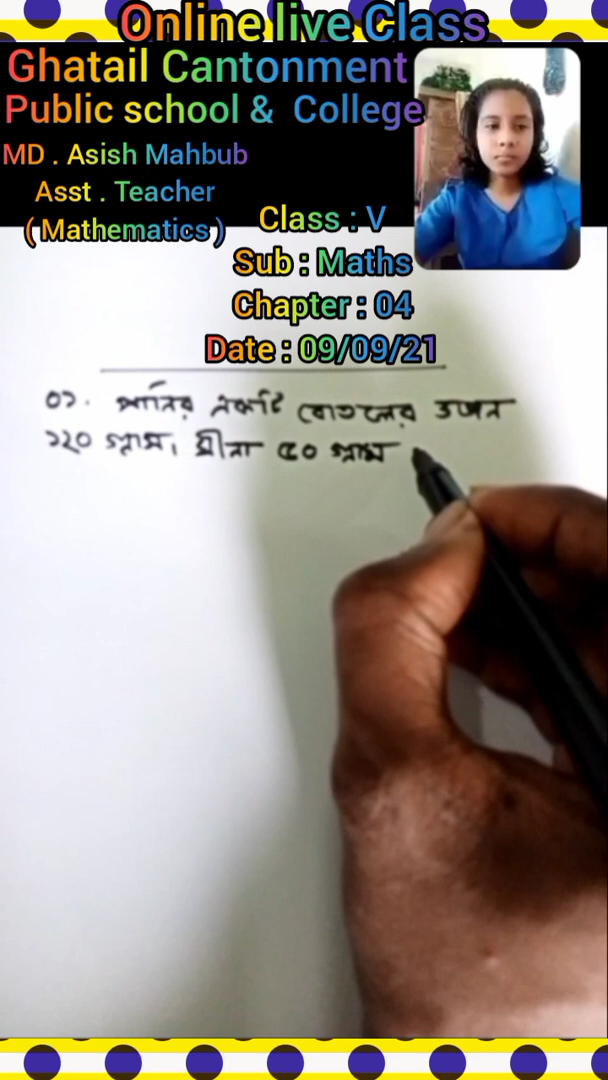 Online live Class
Ghatail Cantonment
Public school & College
MD . Asish Mahbub
Asst . Teacher
( Mathematics )
Class : V
Sub : Maths
Chapter : 04
Date : 09/09/21
০১. পানির একটি বোতলের ওজন
১২০ গ্রাম। মীনা ৫০ গ্রাম